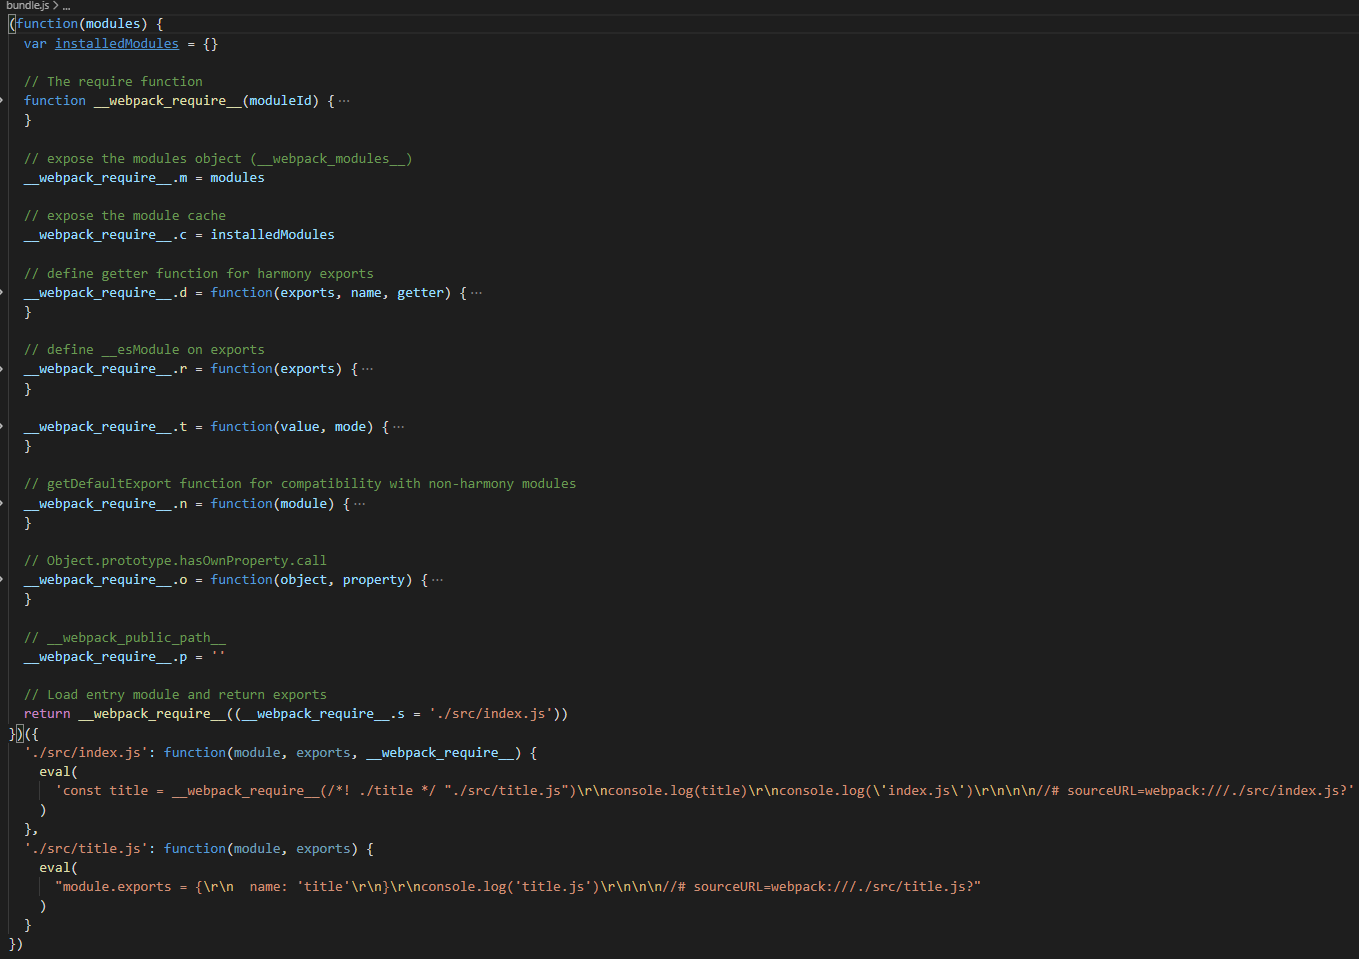 bundle.js > ...
(function(modules) {
  var installedModules = {}

  // The require function
  function __webpack_require__(moduleId) { ...
  }

  // expose the modules object (__webpack_modules__)
  __webpack_require__.m = modules

  // expose the module cache
  __webpack_require__.c = installedModules

  // define getter function for harmony exports
  __webpack_require__.d = function(exports, name, getter) { ...
  }

  // define __esModule on exports
  __webpack_require__.r = function(exports) { ...
  }

  __webpack_require__.t = function(value, mode) { ...
  }

  // getDefaultExport function for compatibility with non-harmony modules
  __webpack_require__.n = function(module) { ...
  }

  // Object.prototype.hasOwnProperty.call
  __webpack_require__.o = function(object, property) { ...
  }

  // __webpack_public_path__
  __webpack_require__.p = ''

  // Load entry module and return exports
  return __webpack_require__((__webpack_require__.s = './src/index.js'))
})({
  './src/index.js': function(module, exports, __webpack_require__) {
    eval(
      'const title = __webpack_require__(/*! ./title */ "./src/title.js")\r\nconsole.log(title)\r\nconsole.log(\'index.js\')\r\n\n\n//# sourceURL=webpack:///./src/index.js?'
    )
  },
  './src/title.js': function(module, exports) {
    eval(
      "module.exports = {\r\n  name: 'title'\r\n}\r\nconsole.log('title.js')\r\n\n\n//# sourceURL=webpack:///./src/title.js?"
    )
  }
})